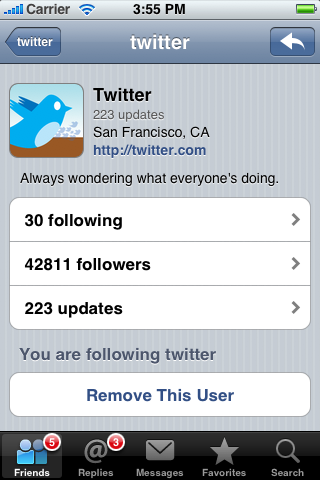 Carrier 3:55 PM
twitter twitter
Twitter
223 updates
San Francisco, CA
http://twitter.com
Always wondering what everyone's doing.
30 following
42811 followers
223 updates
You are following twitter
Remove This User
5 3
Friends Replies Messages Favorites Search